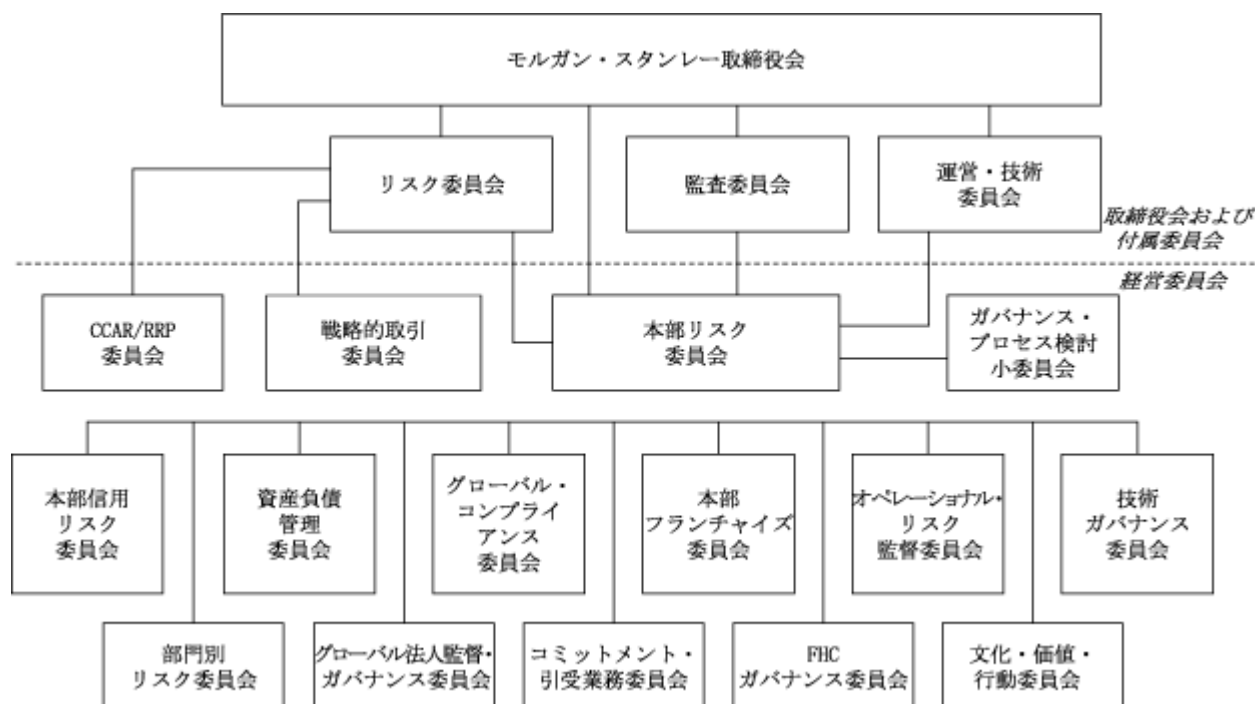 モルガン・スタンレー取締役会
リスク委員会
監査委員会
運営・技術
委員会
取締役会および
付属委員会
経営委員会
CCAR/RRP
委員会
戦略的取引
委員会
本部リスク
委員会
ガバナンス・
プロセス検討
小委員会
本部信用
リスク
委員会
資産負債
管理
委員会
グローバル・
コンプライ
アンス
委員会
本部
フランチャイズ
委員会
オペレーショナル・
リスク
監督委員会
技術
ガバナンス
委員会
部門別
リスク委員会
グローバル法人監督・
ガバナンス委員会
コミットメント・
引受業務委員会
FHC
ガバナンス委員会
文化・価値・
行動委員会